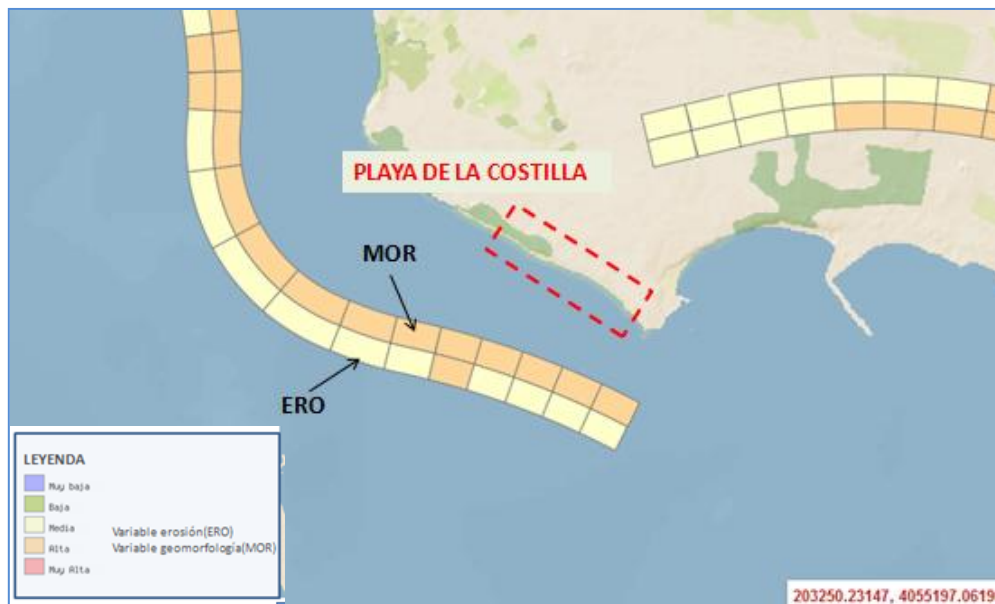 PLAYA DE LA COSTILLA
MOR
ERO
LEYENDA
Muy baja
Baja
Media
Variable erosión(ERO)
Alta
Variable geomorfología(MOR)
Muy Alta
203250.23147, 4055197.0619